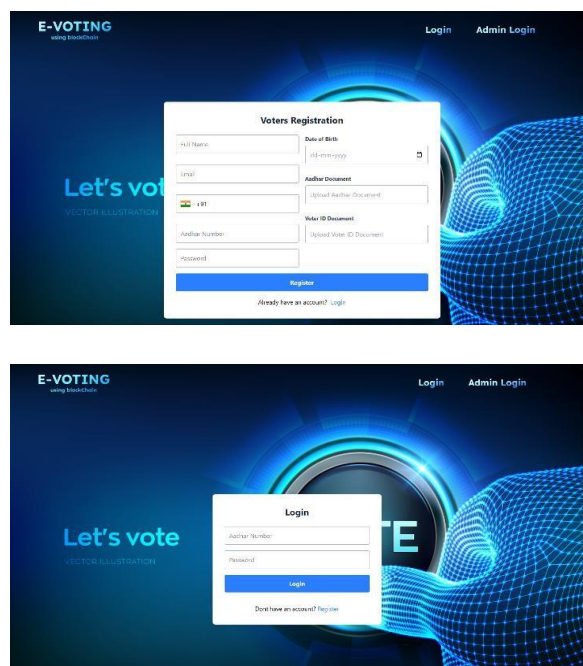 E-VOTING
using blockChain
Login
Admin Login
Voters Registration
Full Name
Date of Birth
dd-mm-yyyy
Email
Aadhar Document
Upload Aadhar Document
Let's vot
VECTOR ILLUSTRATION
+91
Voter ID Document
Aadhar Number
Upload Voter ID Document
Password
Register
Already have an account? Login
E-VOTING
using blockChain
Login
Admin Login
Login
Let's vote
TE
Aadhar Number
VECTOR ILLUSTRATION
Password
Login
Dont have an account? Register